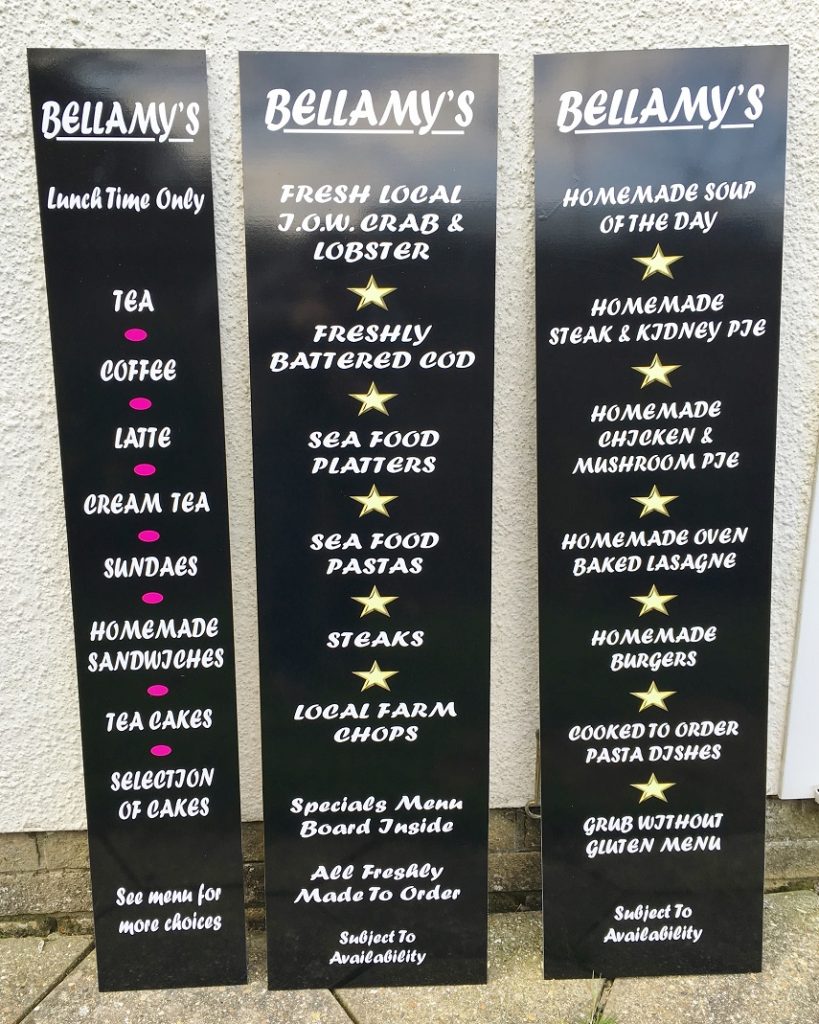 BELLAMY'S
Lunch Time Only
TEA
COFFEE
LATTE
CREAM TEA
SUNDAES
HOMEMADE
SANDWICHES
TEA CAKES
SELECTION
OF CAKES
See menu for
more choices
BELLAMY'S
FRESH LOCAL
I.O.W. CRAB &
LOBSTER
FRESHLY
BATTERED COD
SEA FOOD
PLATTERS
SEA FOOD
PASTAS
STEAKS
LOCAL FARM
CHOPS
Specials Menu
Board Inside
All Freshly
Made To Order
Subject To
Availability
BELLAMY'S
HOMEMADE SOUP
OF THE DAY
HOMEMADE
STEAK & KIDNEY PIE
HOMEMADE
CHICKEN &
MUSHROOM PIE
HOMEMADE OVEN
BAKED LASAGNE
HOMEMADE
BURGERS
COOKED TO ORDER
PASTA DISHES
GRUB WITHOUT
GLUTEN MENU
Subject To
Availability